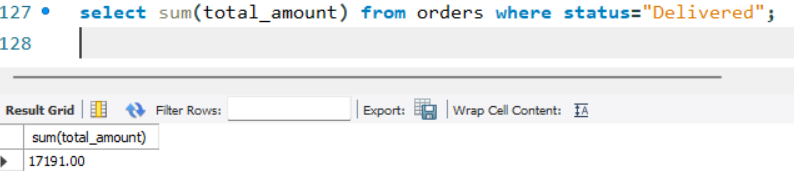 127 select sum(total_amount) from orders where status="Delivered";
128
Result Grid Filter Rows: Export: Wrap Cell Content: IA
sum(total_amount)
17191.00